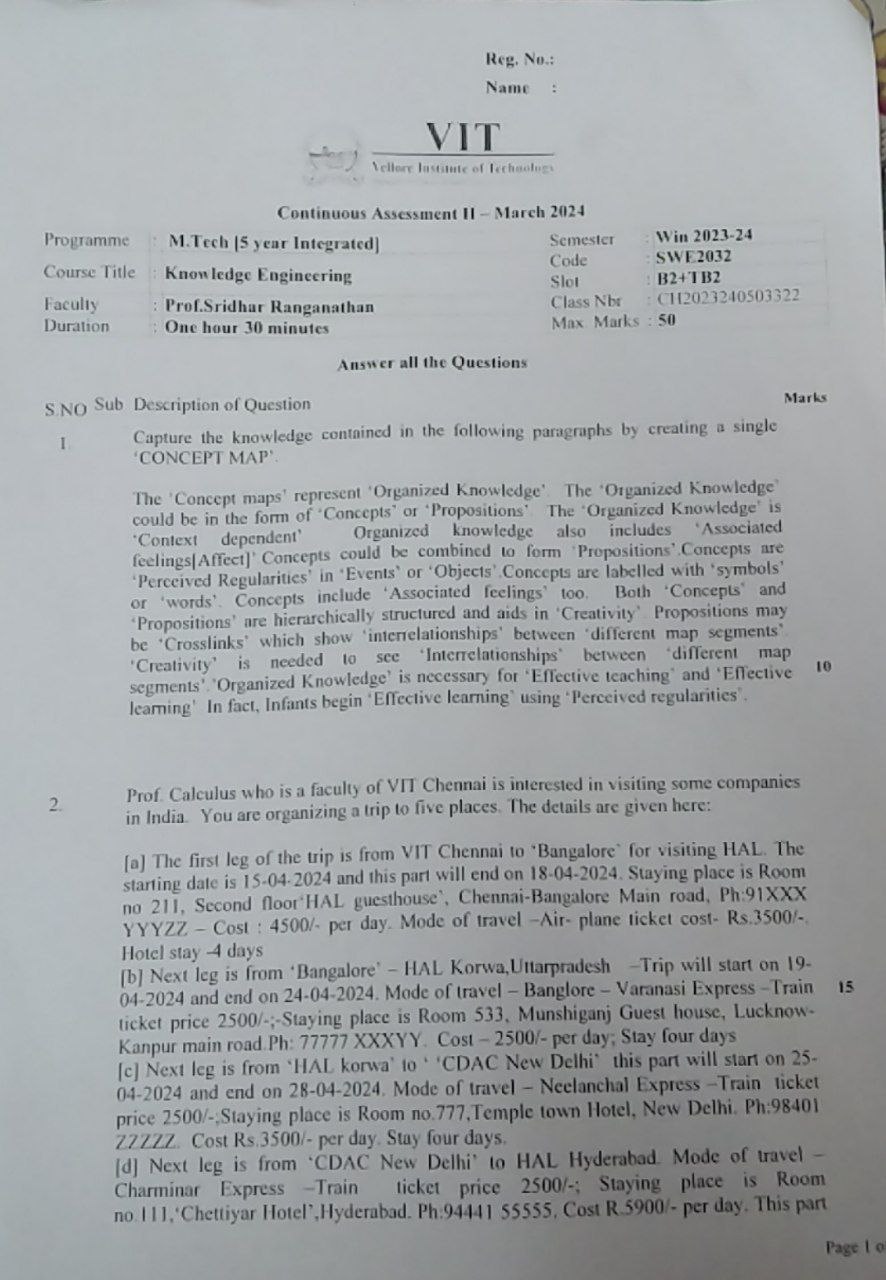 Reg. No.:
Name :
VIT
Vellore Institute of Technology
Continuous Assessment II – March 2024
Programme : M.Tech [5 year Integrated]
Semester : Win 2023-24
Code : SWE2032
Course Title : Knowledge Engineering
Slot : B2+TB2
Faculty : Prof.Sridhar Ranganathan
Class Nbr : CH2023240503322
Duration : One hour 30 minutes
Max. Marks : 50
Answer all the Questions
S.NO Sub Description of Question Marks
1. Capture the knowledge contained in the following paragraphs by creating a single
‘CONCEPT MAP’.
The ‘Concept maps’ represent ‘Organized Knowledge’. The ‘Organized Knowledge’
could be in the form of ‘Concepts’ or ‘Propositions’. The ‘Organized Knowledge’ is
‘Context dependent’ Organized knowledge also includes ‘Associated
feelings[Affect]’ Concepts could be combined to form ‘Propositions’.Concepts are
‘Perceived Regularities’ in ‘Events’ or ‘Objects’.Concepts are labelled with ‘symbols’
or ‘words’. Concepts include ‘Associated feelings’ too. Both ‘Concepts’ and
‘Propositions’ are hierarchically structured and aids in ‘Creativity’. Propositions may
be ‘Crosslinks’ which show ‘interrelationships’ between ‘different map segments’.
‘Creativity’ is needed to see ‘Interrelationships’ between ‘different map
segments’.‘Organized Knowledge’ is necessary for ‘Effective teaching’ and ‘Effective 10
learning’ In fact, Infants begin ‘Effective learning’ using ‘Perceived regularities’.
2. Prof. Calculus who is a faculty of VIT Chennai is interested in visiting some companies
in India. You are organizing a trip to five places. The details are given here:
[a] The first leg of the trip is from VIT Chennai to ‘Bangalore’ for visiting HAL. The
starting date is 15-04-2024 and this part will end on 18-04-2024. Staying place is Room
no 211, Second floor‘HAL guesthouse’, Chennai-Bangalore Main road, Ph:91XXX
YYYZZ – Cost : 4500/- per day. Mode of travel –Air- plane ticket cost- Rs.3500/-.
Hotel stay -4 days
[b] Next leg is from ‘Bangalore’ – HAL Korwa,Uttarpradesh –Trip will start on 19-
04-2024 and end on 24-04-2024. Mode of travel – Banglore – Varanasi Express –Train 15
ticket price 2500/-;-Staying place is Room 533, Munshiganj Guest house, Lucknow-
Kanpur main road.Ph: 77777 XXXYY. Cost – 2500/- per day; Stay four days
[c] Next leg is from ‘HAL korwa’ to ‘ ‘CDAC New Delhi’ this part will start on 25-
04-2024 and end on 28-04-2024. Mode of travel – Neelanchal Express –Train ticket
price 2500/-;Staying place is Room no.777,Temple town Hotel, New Delhi. Ph:98401
ZZZZZ. Cost Rs.3500/- per day. Stay four days.
[d] Next leg is from ‘CDAC New Delhi’ to HAL Hyderabad. Mode of travel –
Charminar Express –Train ticket price 2500/-; Staying place is Room
no.111,‘Chettiyar Hotel’,Hyderabad. Ph:94441 55555. Cost R.5900/- per day. This part
Page 1 o